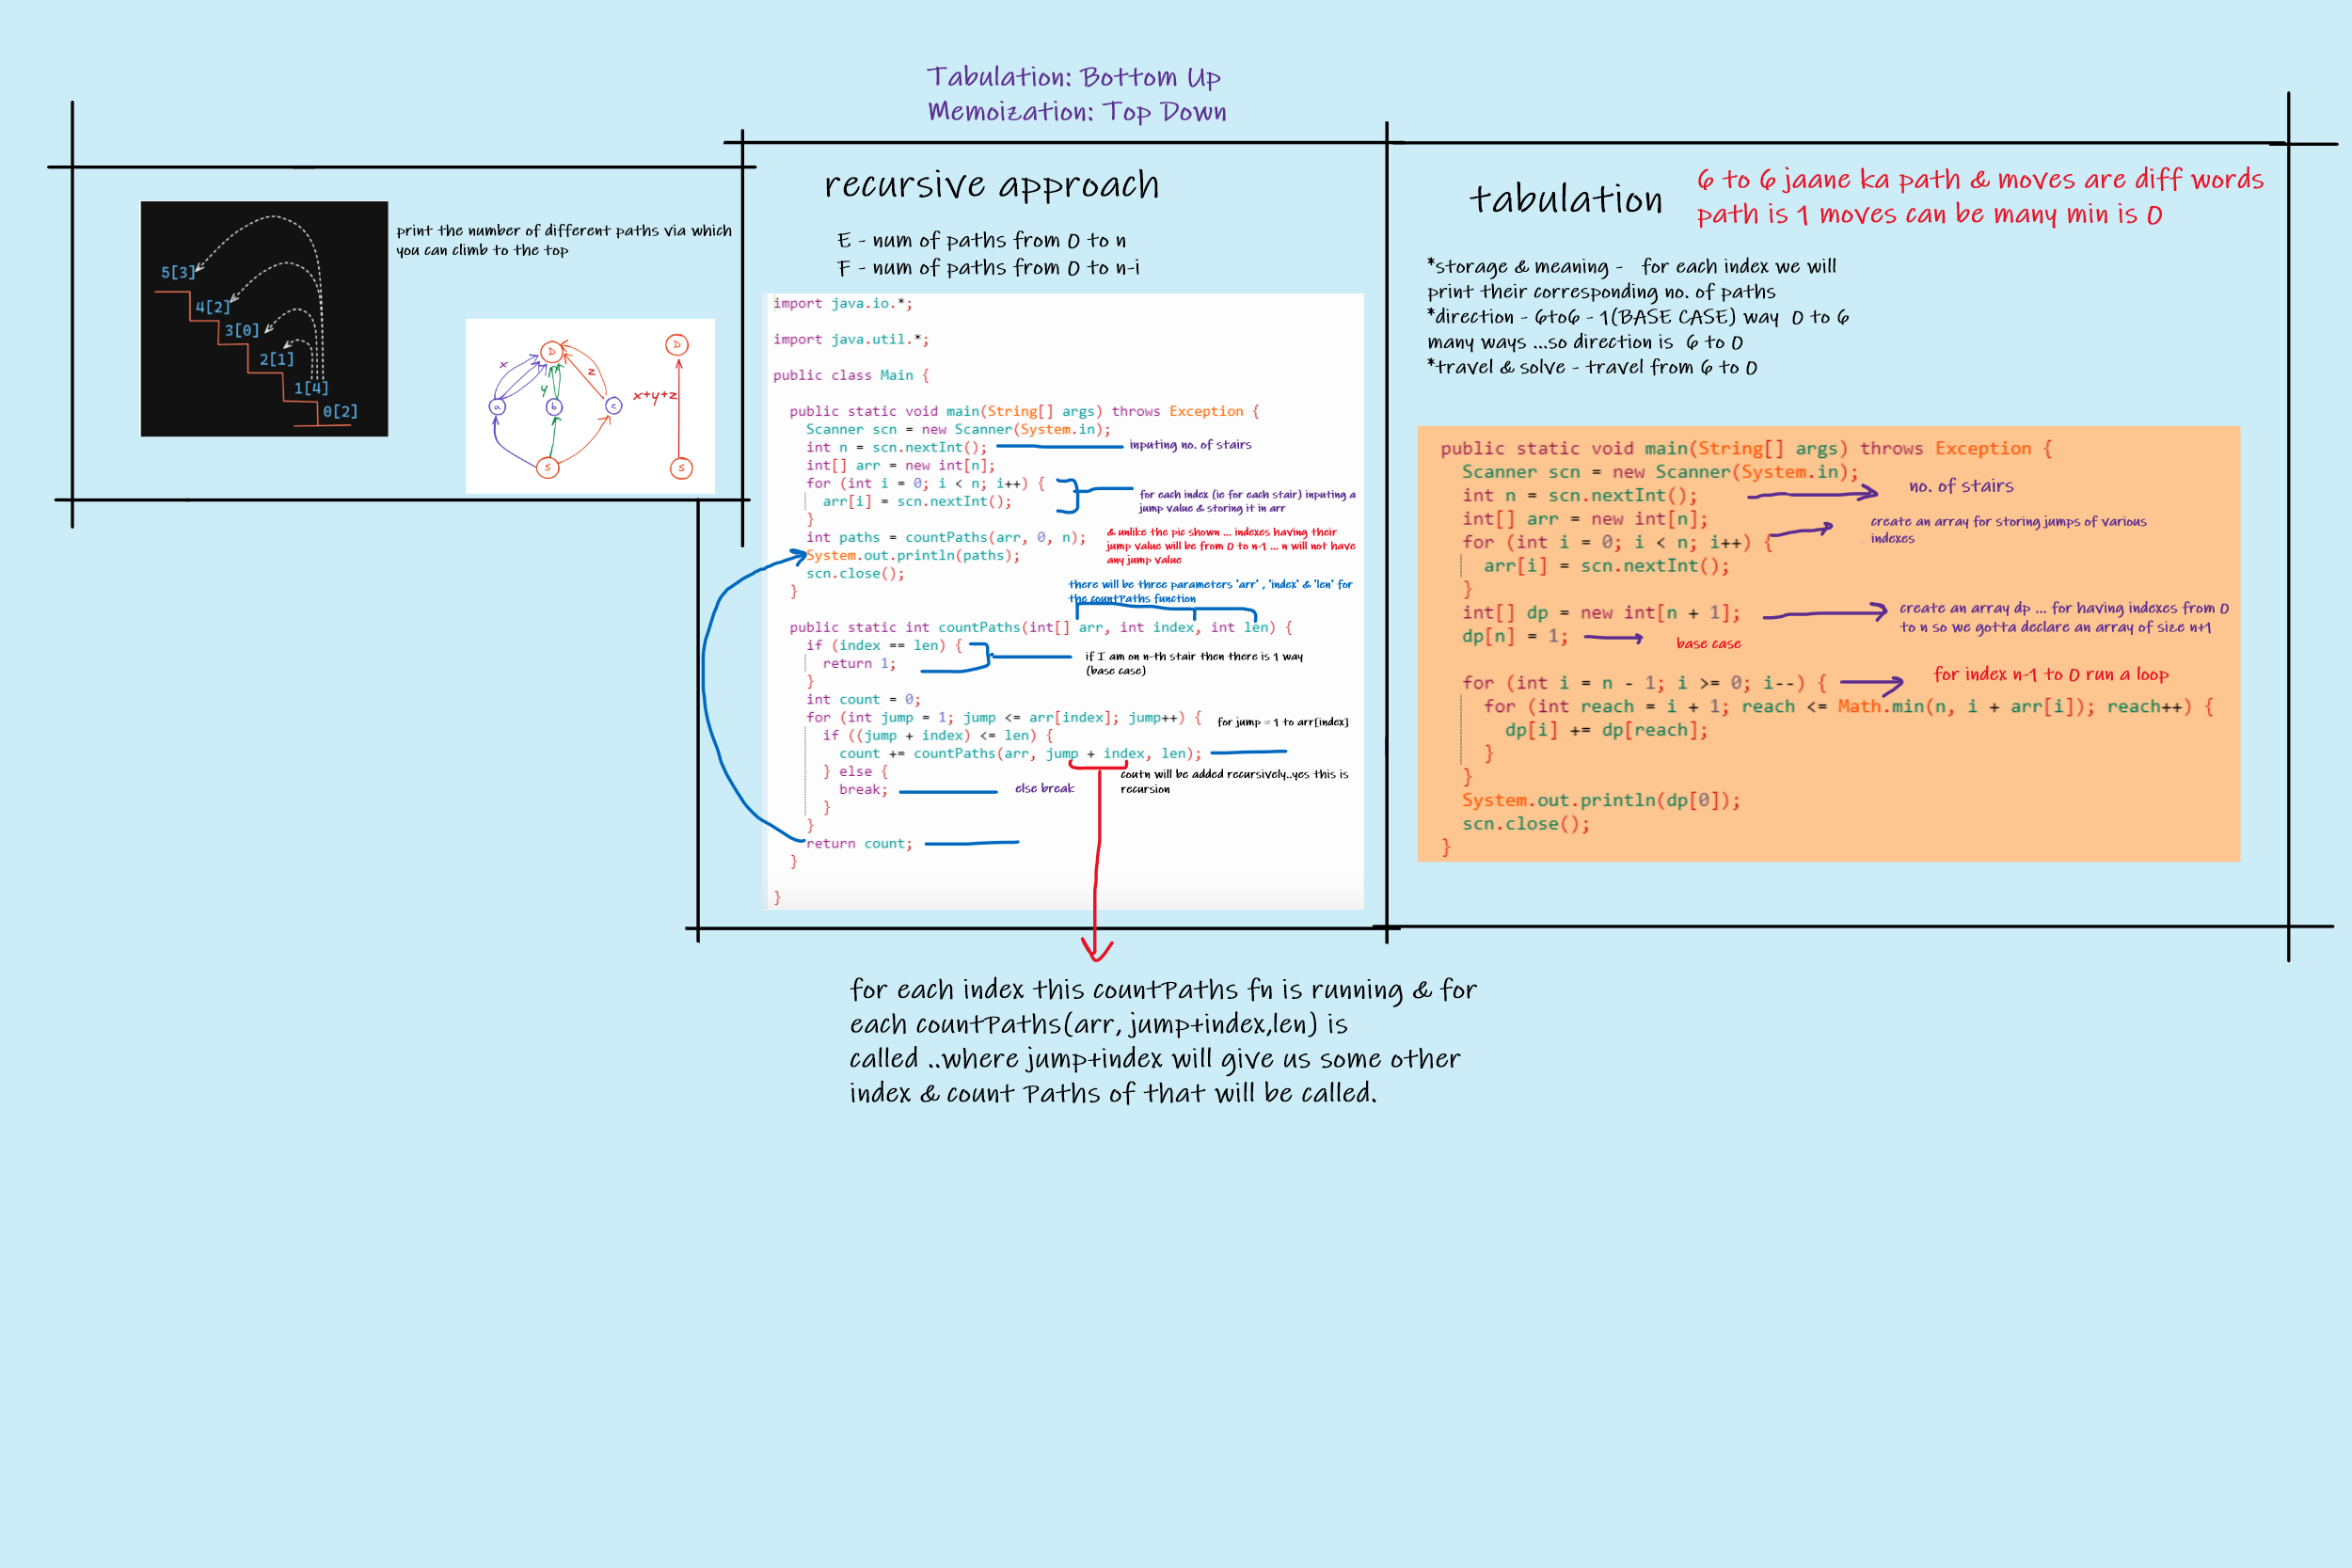 Tabulation: Bottom Up
Memoization: Top Down
print the number of different paths via which
you can climb to the top
5[3]
4[2]
3[0]
2[1]
1[4]
0[2]
D
x
y
z
a
b
c
S
D
x+y+z
S
recursive approach
E - num of paths from 0 to n
F - num of paths from 0 to n-i
import java.io.*;
import java.util.*;
public class Main {
public static void main(String[] args) throws Exception {
Scanner scn = new Scanner(System.in);
int n = scn.nextInt();
inputing no. of stairs
int[] arr = new int[n];
for (int i = 0; i < n; i++) {
arr[i] = scn.nextInt();
}
for each index (ie for each stair) inputing a
jump value & storing it in arr
int paths = countPaths(arr, 0, n);
System.out.println(paths);
scn.close();
}
& unlike the pic shown ... indexes having their
jump value will be from 0 to n-1 ... n will not have
any jump value
there will be three parameters 'arr' , 'index' & 'len' for
the countPaths function
public static int countPaths(int[] arr, int index, int len) {
if (index == len) {
return 1;
}
if I am on n-th stair then there is 1 way
(base case)
int count = 0;
for (int jump = 1; jump <= arr[index]; jump++) {
for jump = 1 to arr[index]
if ((jump + index) <= len) {
count += countPaths(arr, jump + index, len);
} else {
coutn will be added recursively..yes this is
recursion
break;
else break
}
}
return count;
}
}
for each index this countPaths fn is running & for
each countPaths(arr, jump+index,len) is
called ..where jump+index will give us some other
index & count Paths of that will be called.
tabulation
6 to 6 jaane ka path & moves are diff words
path is 1 moves can be many min is 0
*storage & meaning - for each index we will
print their corresponding no. of paths
*direction - 6to6 - 1(BASE CASE) way 0 to 6
many ways ...so direction is 6 to 0
*travel & solve - travel from 6 to 0
public static void main(String[] args) throws Exception {
Scanner scn = new Scanner(System.in);
int n = scn.nextInt();
no. of stairs
int[] arr = new int[n];
for (int i = 0; i < n; i++) {
create an array for storing jumps of various
indexes
arr[i] = scn.nextInt();
}
int[] dp = new int[n + 1];
create an array dp ... for having indexes from 0
to n so we gotta declare an array of size n+1
dp[n] = 1;
base case
for (int i = n - 1; i >= 0; i--) {
for index n-1 to 0 run a loop
for (int reach = i + 1; reach <= Math.min(n, i + arr[i]); reach++) {
dp[i] += dp[reach];
}
}
System.out.println(dp[0]);
scn.close();
}